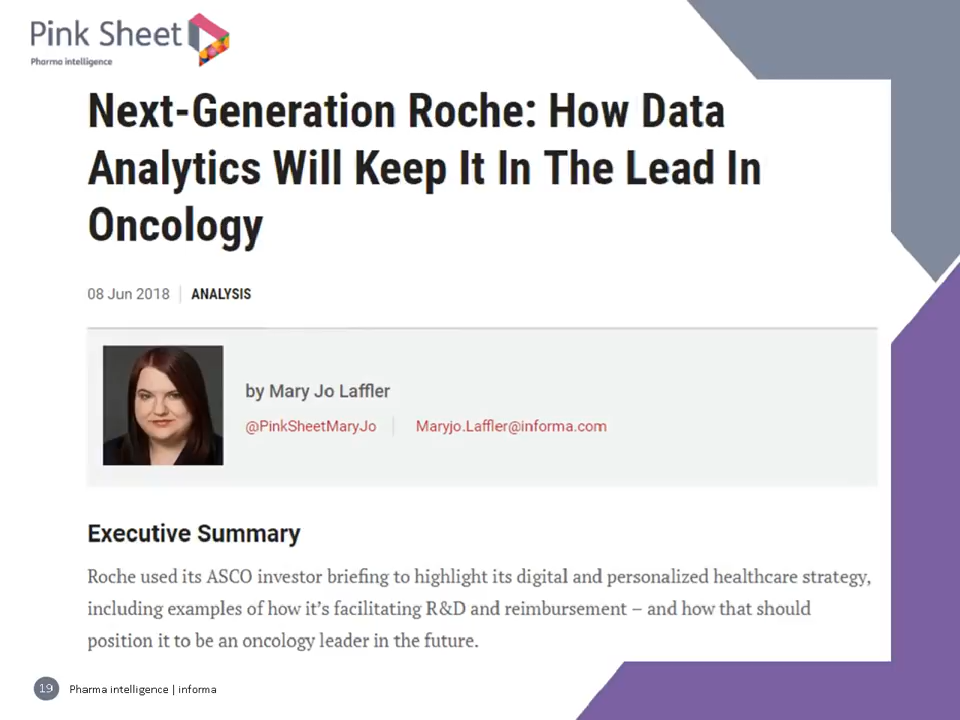 Pink Sheet
Pharma intelligence
Next-Generation Roche: How Data
Analytics Will Keep It In The Lead In
Oncology
08 Jun 2018 | ANALYSIS
by Mary Jo Laffler
@PinkSheetMaryJo | Maryjo.Laffler@informa.com
Executive Summary
Roche used its ASCO investor briefing to highlight its digital and personalized healthcare strategy,
including examples of how it’s facilitating R&D and reimbursement – and how that should
position it to be an oncology leader in the future.
19 Pharma intelligence | informa